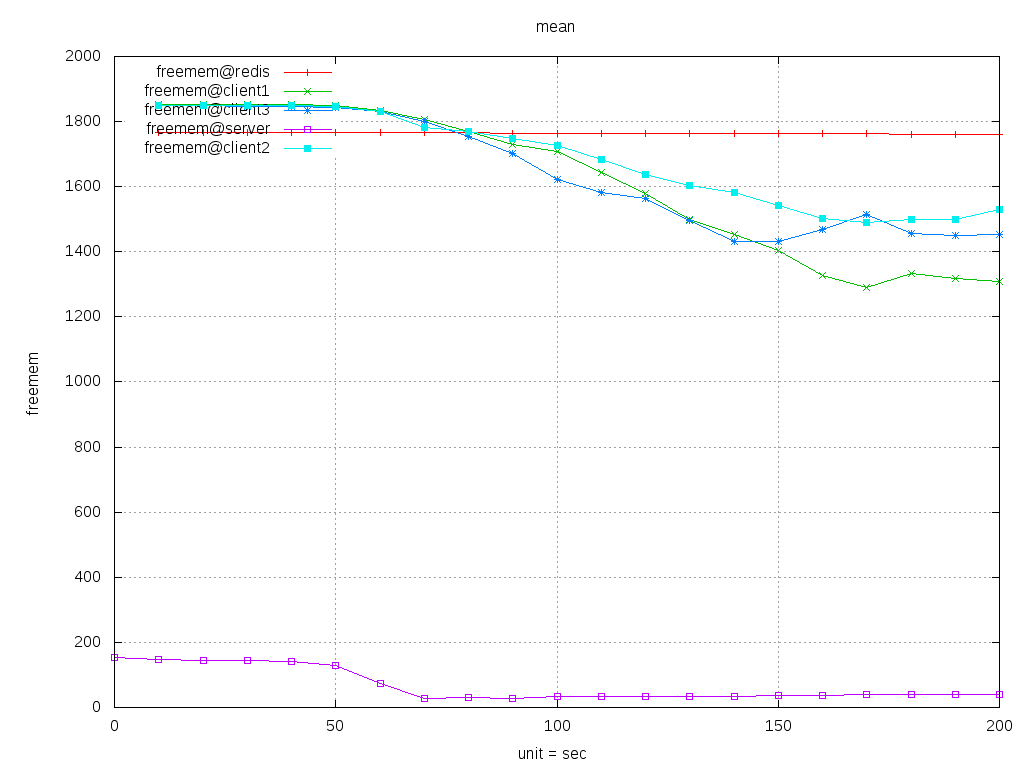 mean
2000
1800
1600
1400
1200
1000
800
600
400
200
0
freemem
freemem@redis
freemem@client1
freemem@client3
freemem@server
freemem@client2
0 50 100 150 200
unit = sec